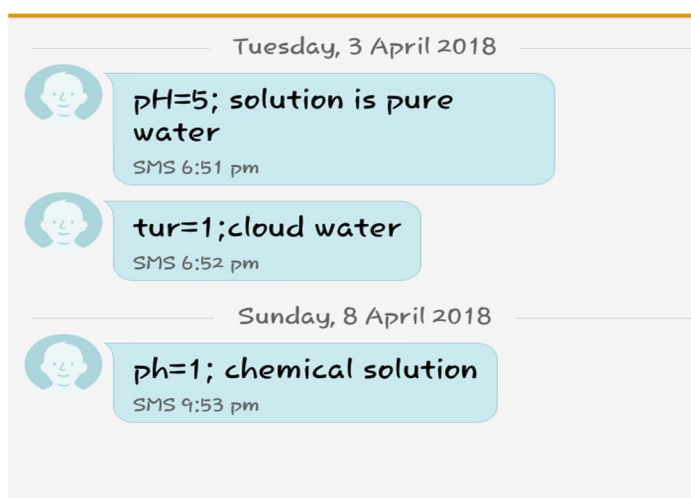 Tuesday, 3 April 2018
pH=5; solution is pure
water
SMS 6:51 pm
tur=1;cloud water
SMS 6:52 pm
Sunday, 8 April 2018
ph=1; chemical solution
SMS 9:53 pm